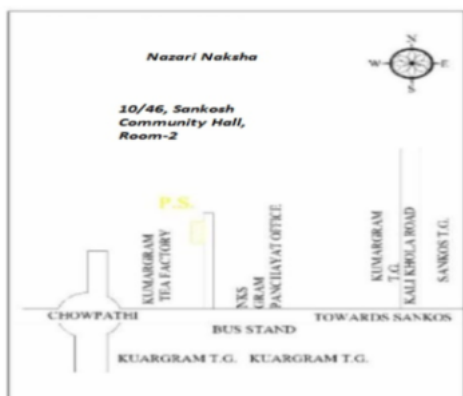 Nazari Naksha
N
W E
S
10/46, Sankosh
Community Hall,
Room-2
P.S.
KUMARGRAM
TEA FACTORY
NKS
GRAM
PANCHAYAT OFFICE
KUMARGRAM
T.G.
KALI KHOLA ROAD
SANKOS T.G.
CHOWPATHI
TOWARDS SANKOS
BUS STAND
KUARGRAM T.G. KUARGRAM T.G.